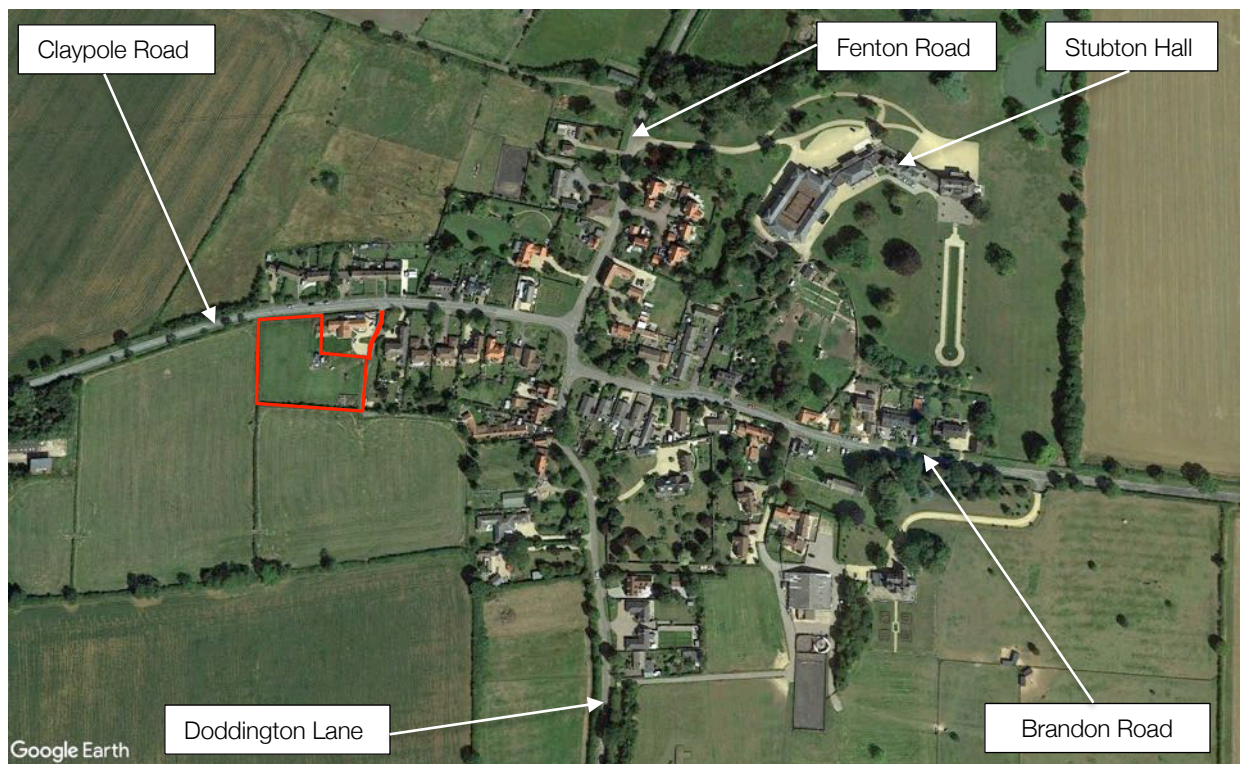 Claypole Road
Fenton Road
Stubton Hall
Doddington Lane
Brandon Road
Google Earth